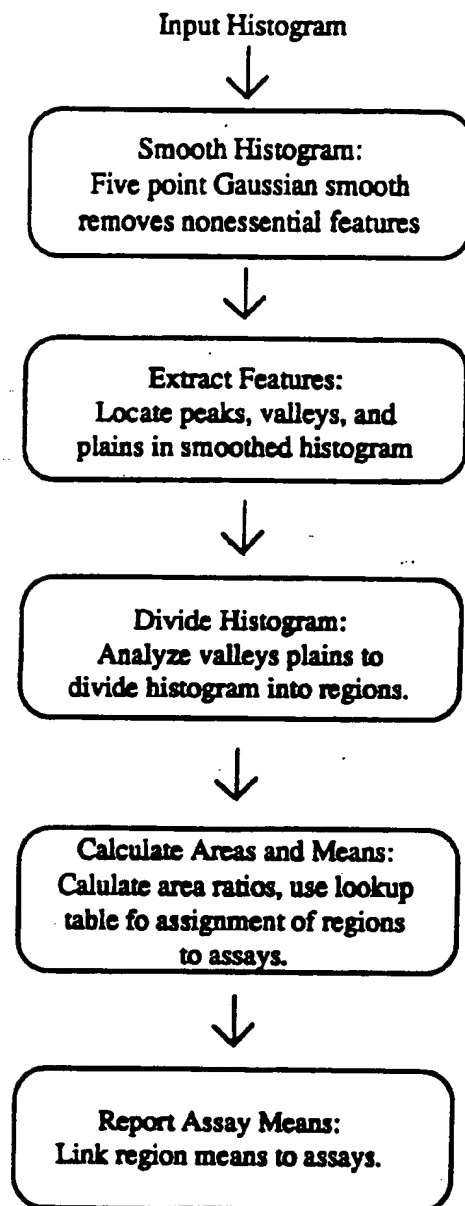 Input Histogram
Smooth Histogram:
Five point Gaussian smooth
removes nonessential features
Extract Features:
Locate peaks, valleys, and
plains in smoothed histogram
Divide Histogram:
Analyze valleys plains to
divide histogram into regions.
Calculate Areas and Means:
Calulate area ratios, use lookup
table fo assignment of regions
to assays.
Report Assay Means:
Link region means to assays.